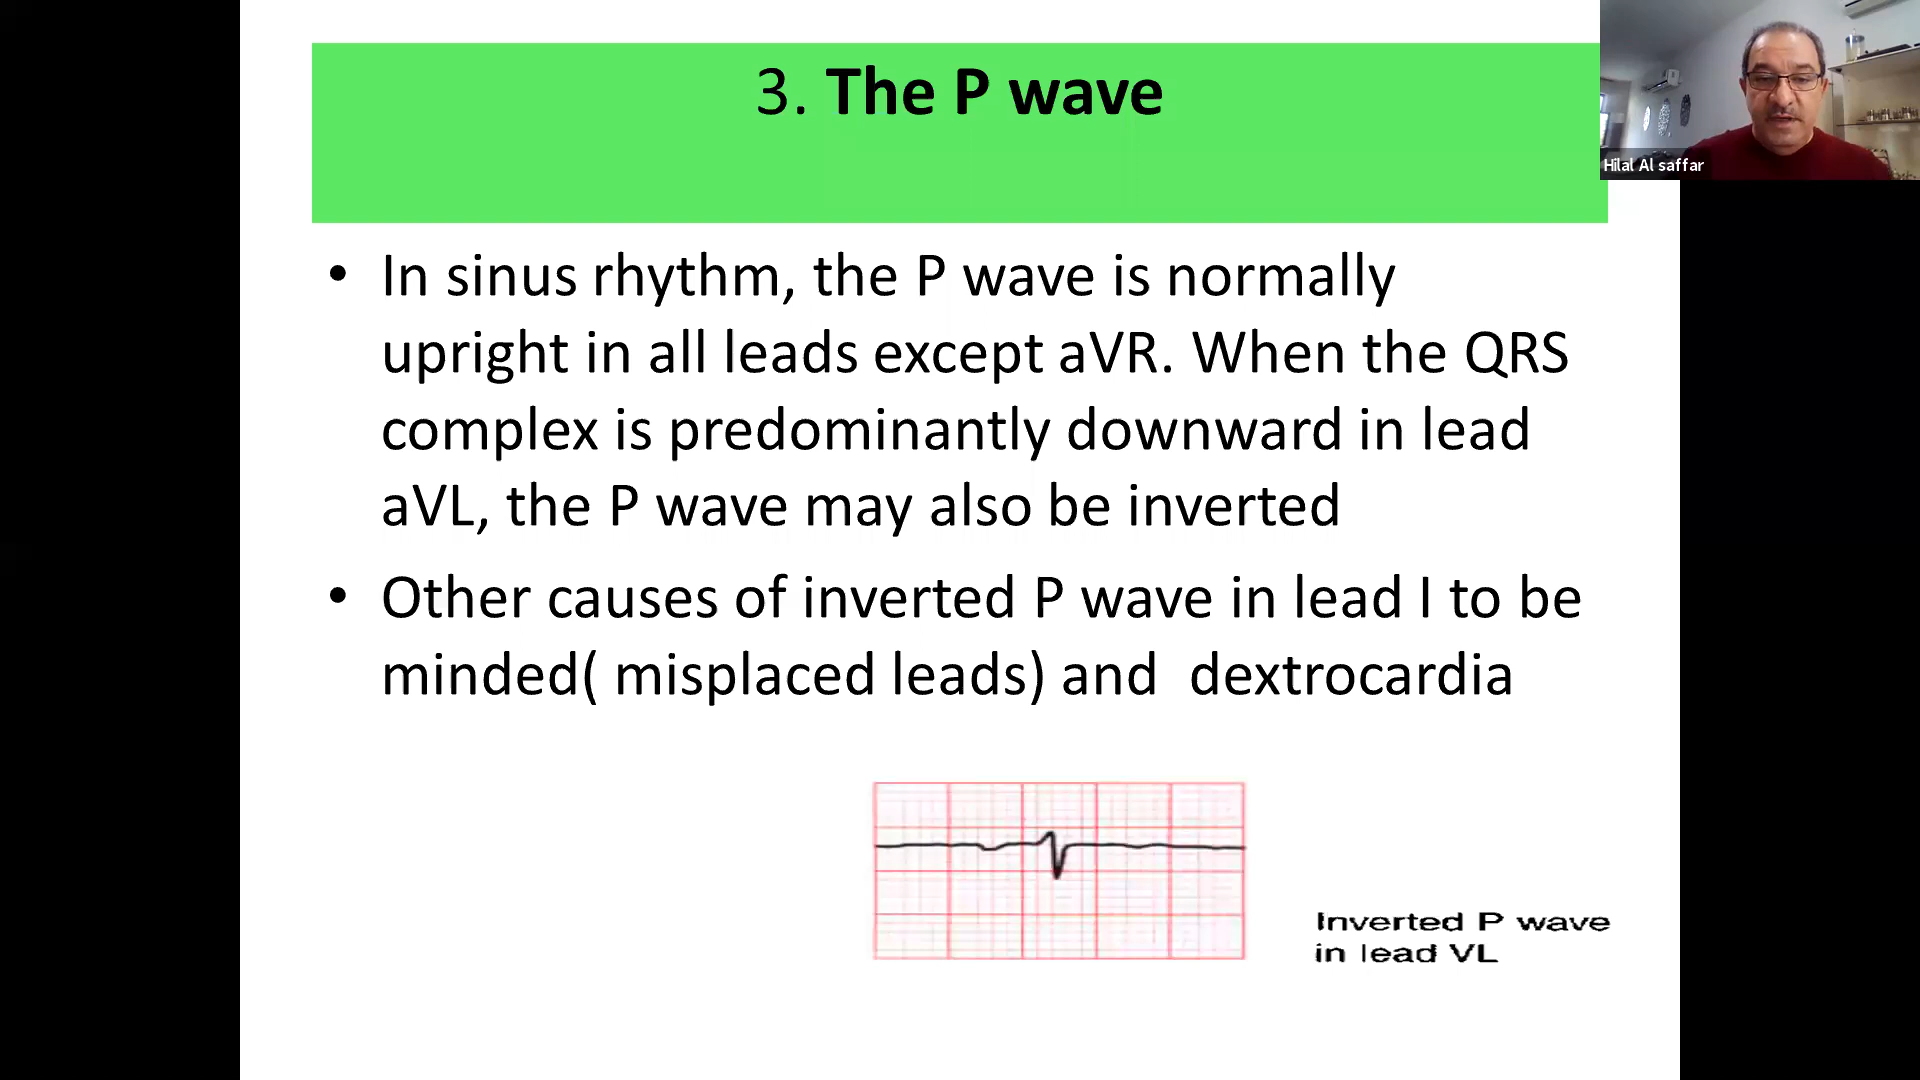 3. The P wave
Hilal Al saffar
• In sinus rhythm, the P wave is normally
upright in all leads except aVR. When the QRS
complex is predominantly downward in lead
aVL, the P wave may also be inverted
• Other causes of inverted P wave in lead I to be
minded( misplaced leads) and  dextrocardia
Inverted P wave
in lead VL